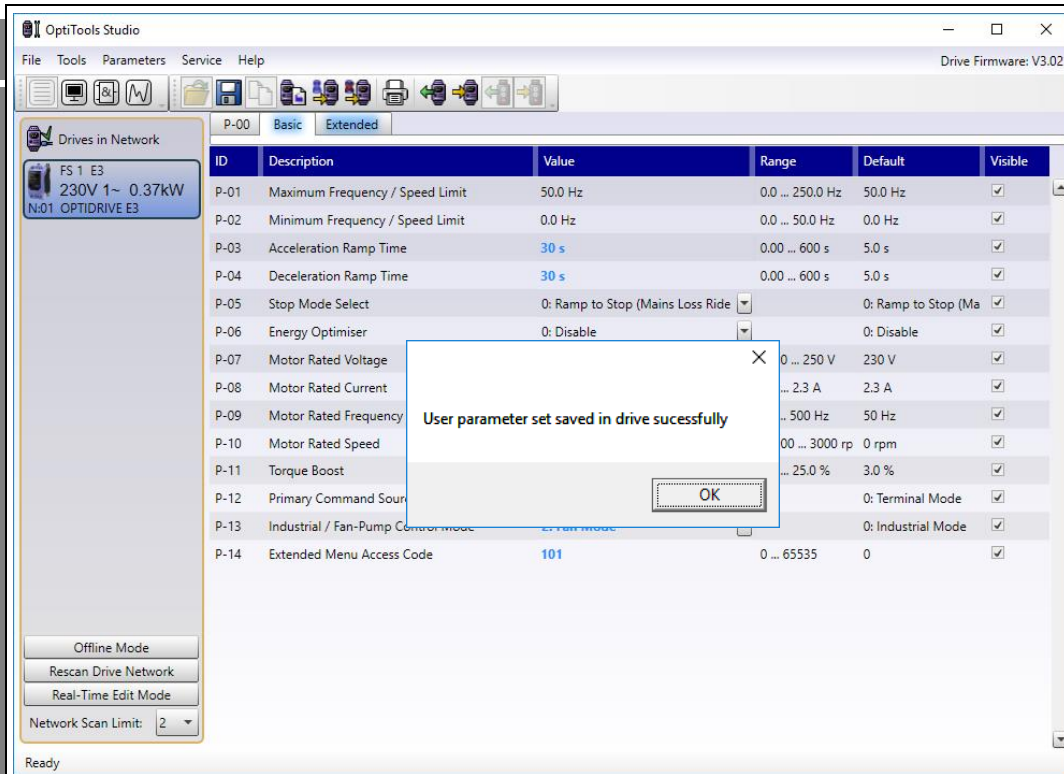 OptiTools Studio
File Tools Parameters Service Help Drive Firmware: V3.02
P-00 Basic Extended
Drives in Network
FS 1 E3
230V 1~ 0.37kW
N:01 OPTIDRIVE E3
ID Description Value Range Default Visible
P-01 Maximum Frequency / Speed Limit 50.0 Hz 0.0 ... 250.0 Hz 50.0 Hz
P-02 Minimum Frequency / Speed Limit 0.0 Hz 0.0 ... 50.0 Hz 0.0 Hz
P-03 Acceleration Ramp Time 30 s 0.00 ... 600 s 5.0 s
P-04 Deceleration Ramp Time 30 s 0.00 ... 600 s 5.0 s
P-05 Stop Mode Select 0: Ramp to Stop (Mains Loss Ride 0: Ramp to Stop (Ma
P-06 Energy Optimiser 0: Disable 0: Disable
P-07 Motor Rated Voltage 0 ... 250 V 230 V
P-08 Motor Rated Current ... 2.3 A 2.3 A
P-09 Motor Rated Frequency .. 500 Hz 50 Hz
P-10 Motor Rated Speed 00 ... 3000 rp 0 rpm
P-11 Torque Boost ... 25.0 % 3.0 %
P-12 Primary Command Sour 0: Terminal Mode
P-13 Industrial / Fan-Pump Control Mode 2: Fan Mode 0: Industrial Mode
P-14 Extended Menu Access Code 101 0 ... 65535 0
User parameter set saved in drive sucessfully
OK
Offline Mode
Rescan Drive Network
Real-Time Edit Mode
Network Scan Limit: 2
Ready